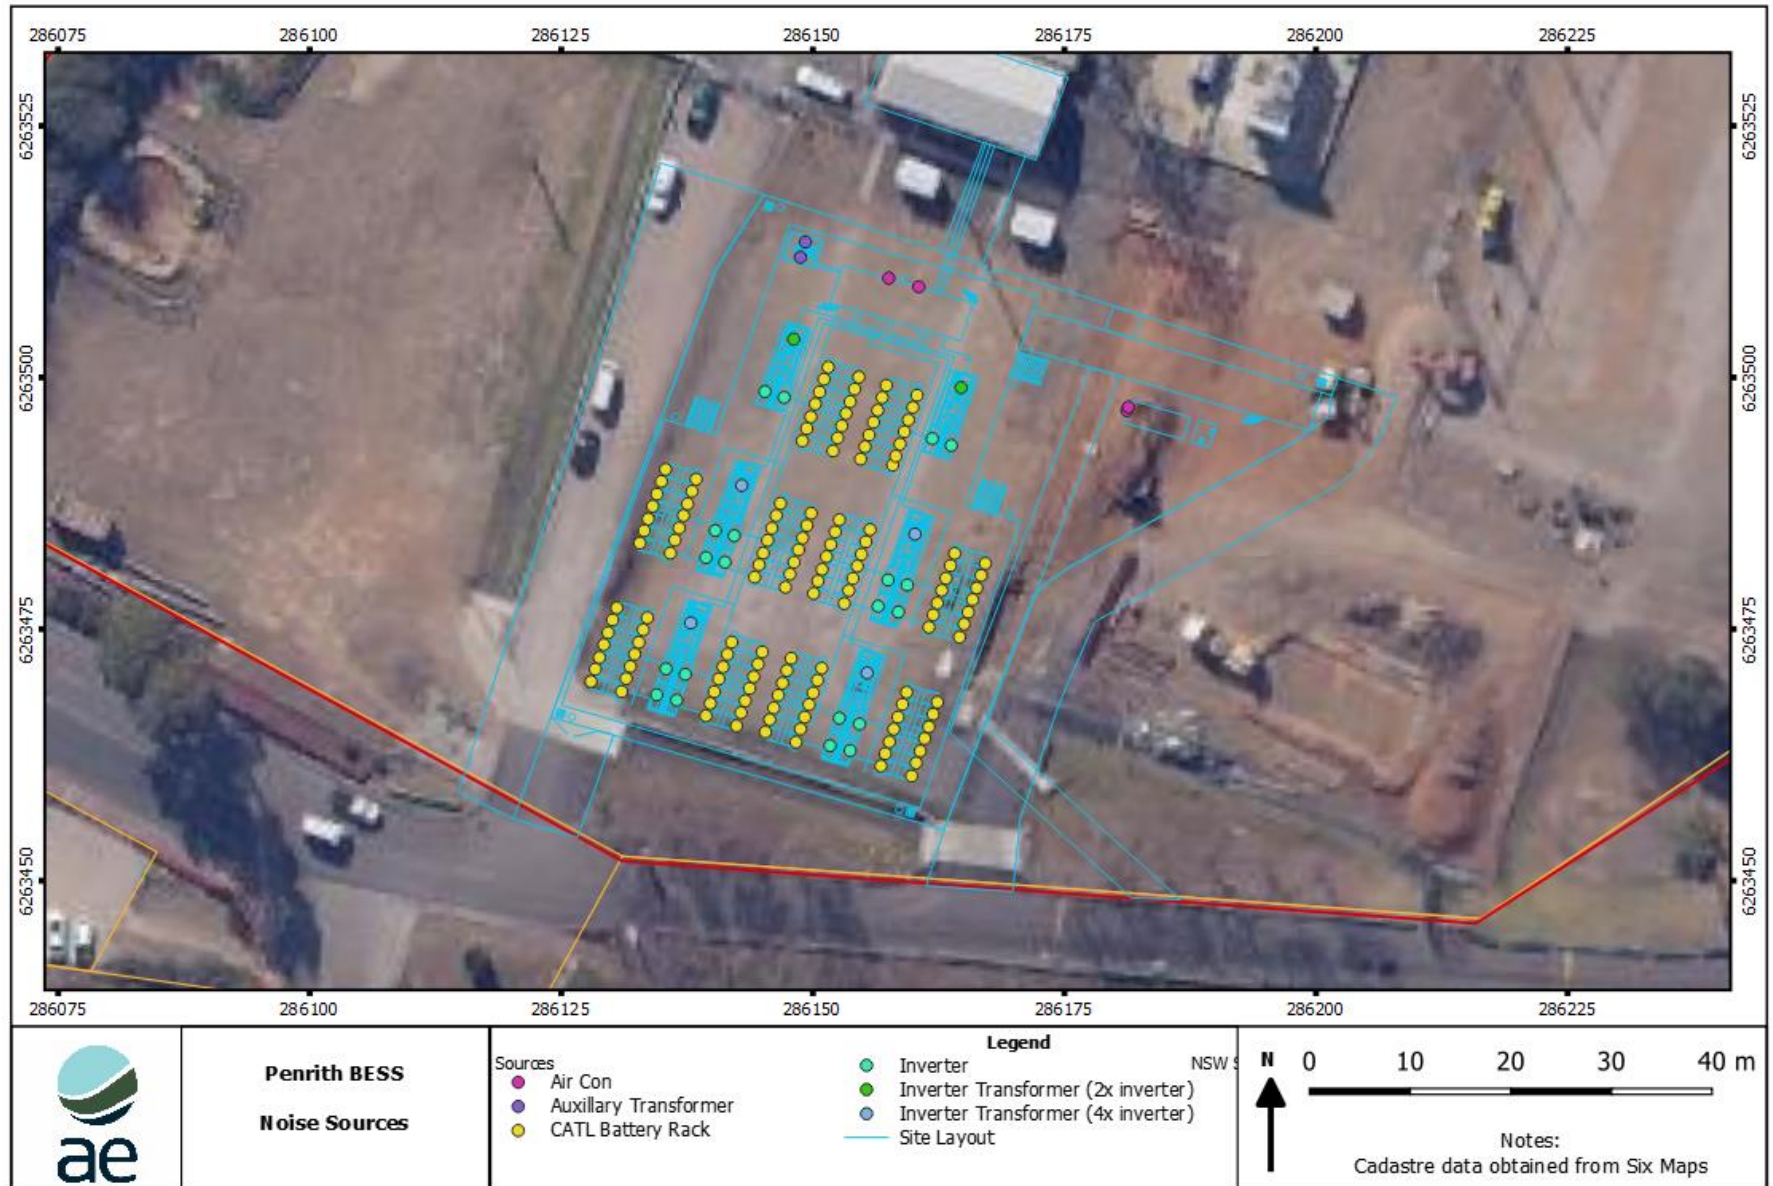 286075 286100 286125 286150 286175 286200 286225
6263525 6263525
6263500 6263500
6263475 6263475
6263450 6263450
286075 286100 286125 286150 286175 286200 286225
ae
Penrith BESS
Noise Sources
Legend
Sources
Air Con
Auxillary Transformer
CATL Battery Rack
Inverter
Inverter Transformer (2x inverter)
Inverter Transformer (4x inverter)
Site Layout
NSW
N
0 10 20 30 40 m
Notes:
Cadastre data obtained from Six Maps